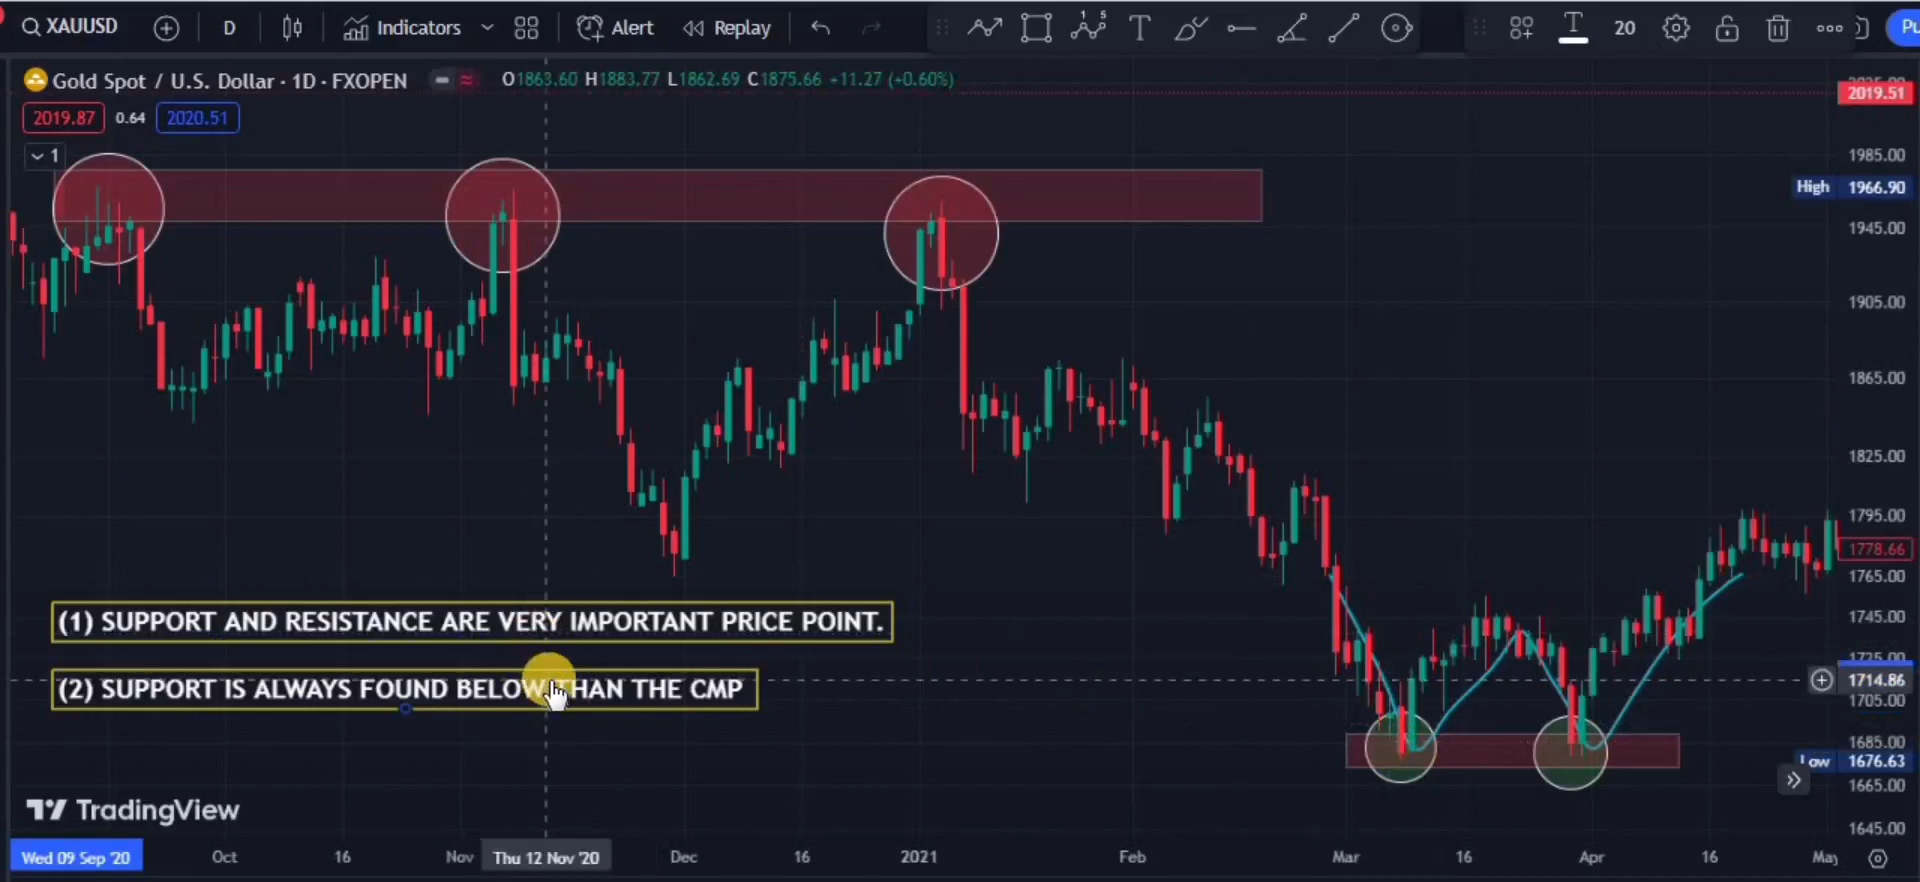 XAUUSD D Indicators Alert Replay T T 20 Pu
Gold Spot / U.S. Dollar · 1D · FXOPEN O1863.60 H1883.77 L1862.69 C1875.66 +11.27 (+0.60%)
2019.51
2019.87 0.64 2020.51
1
1985.00
High 1966.90
1945.00
1905.00
1865.00
1825.00
1795.00
1778.66
1765.00
(1) SUPPORT AND RESISTANCE ARE VERY IMPORTANT PRICE POINT.
1745.00
1725.00
(2) SUPPORT IS ALWAYS FOUND BELOW THAN THE CMP
1714.86
1705.00
1685.00
Low 1676.63
1665.00
TradingView
1645.00
Wed 09 Sep '20 Oct 16 Nov Thu 12 Nov '20 Dec 16 2021 Feb Mar 16 Apr 16 May